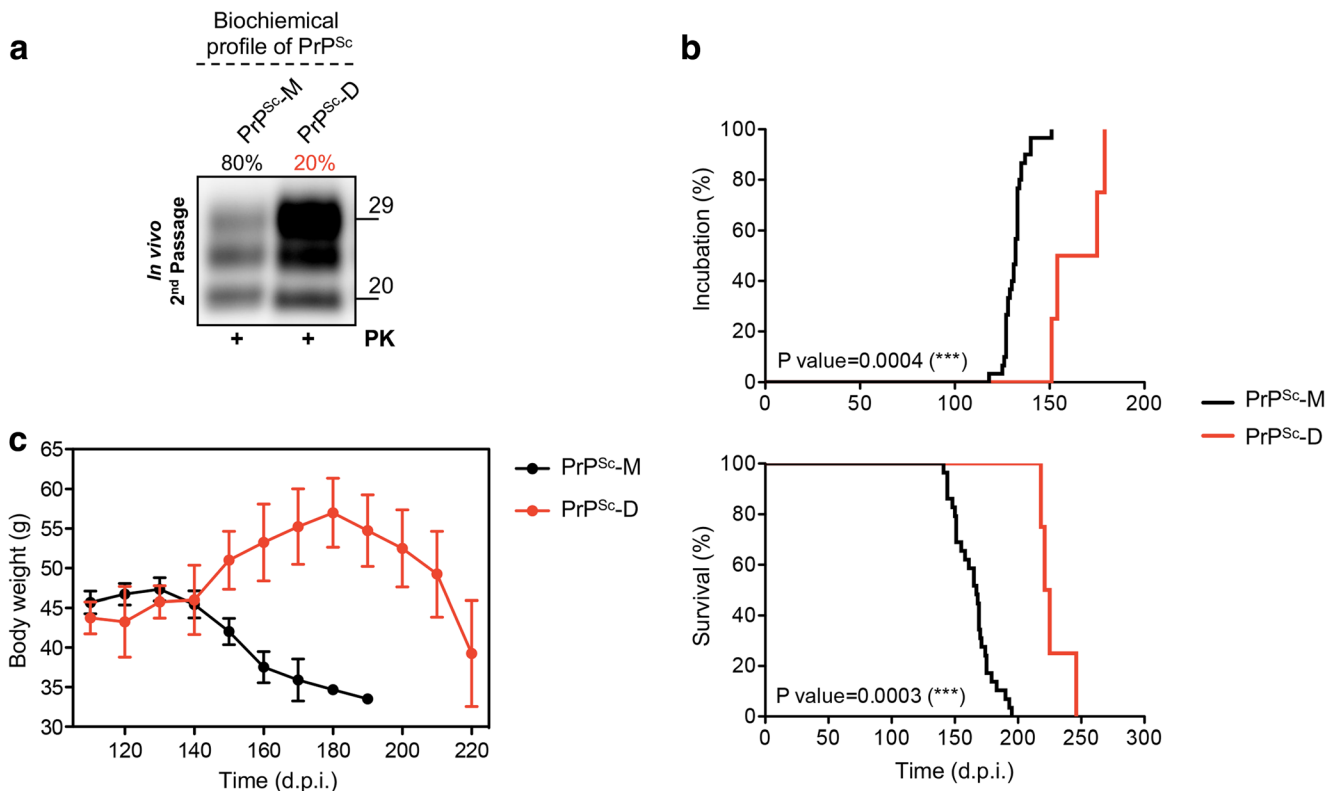 a
Biochiemical
profile of PrPSc
PrPSc-M
PrPSc-D
80%
20%
In vivo
2nd Passage
29
20
+ + PK
b
Incubation (%)
100
80
60
40
20
0
P value=0.0004 (***)
0 50 100 150 200
PrPSc-M
PrPSc-D
Survival (%)
100
80
60
40
20
0
P value=0.0003 (***)
0 50 100 150 200 250 300
Time (d.p.i.)
c
Body weight (g)
65
60
55
50
45
40
35
30
120 140 160 180 200 220
Time (d.p.i.)
PrPSc-M
PrPSc-D